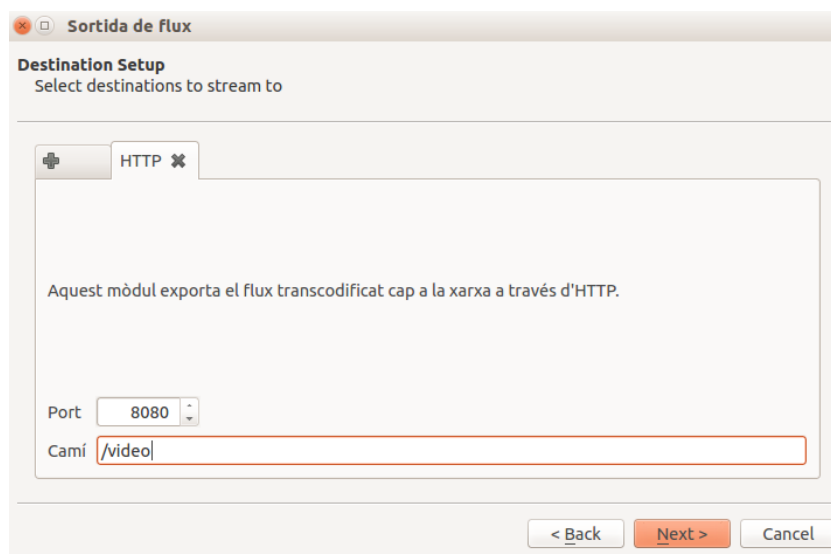 Sortida de flux
Destination Setup
Select destinations to stream to
HTTP
Aquest mòdul exporta el flux transcodificat cap a la xarxa a través d'HTTP.
Port 8080
Camí /video
< Back Next > Cancel